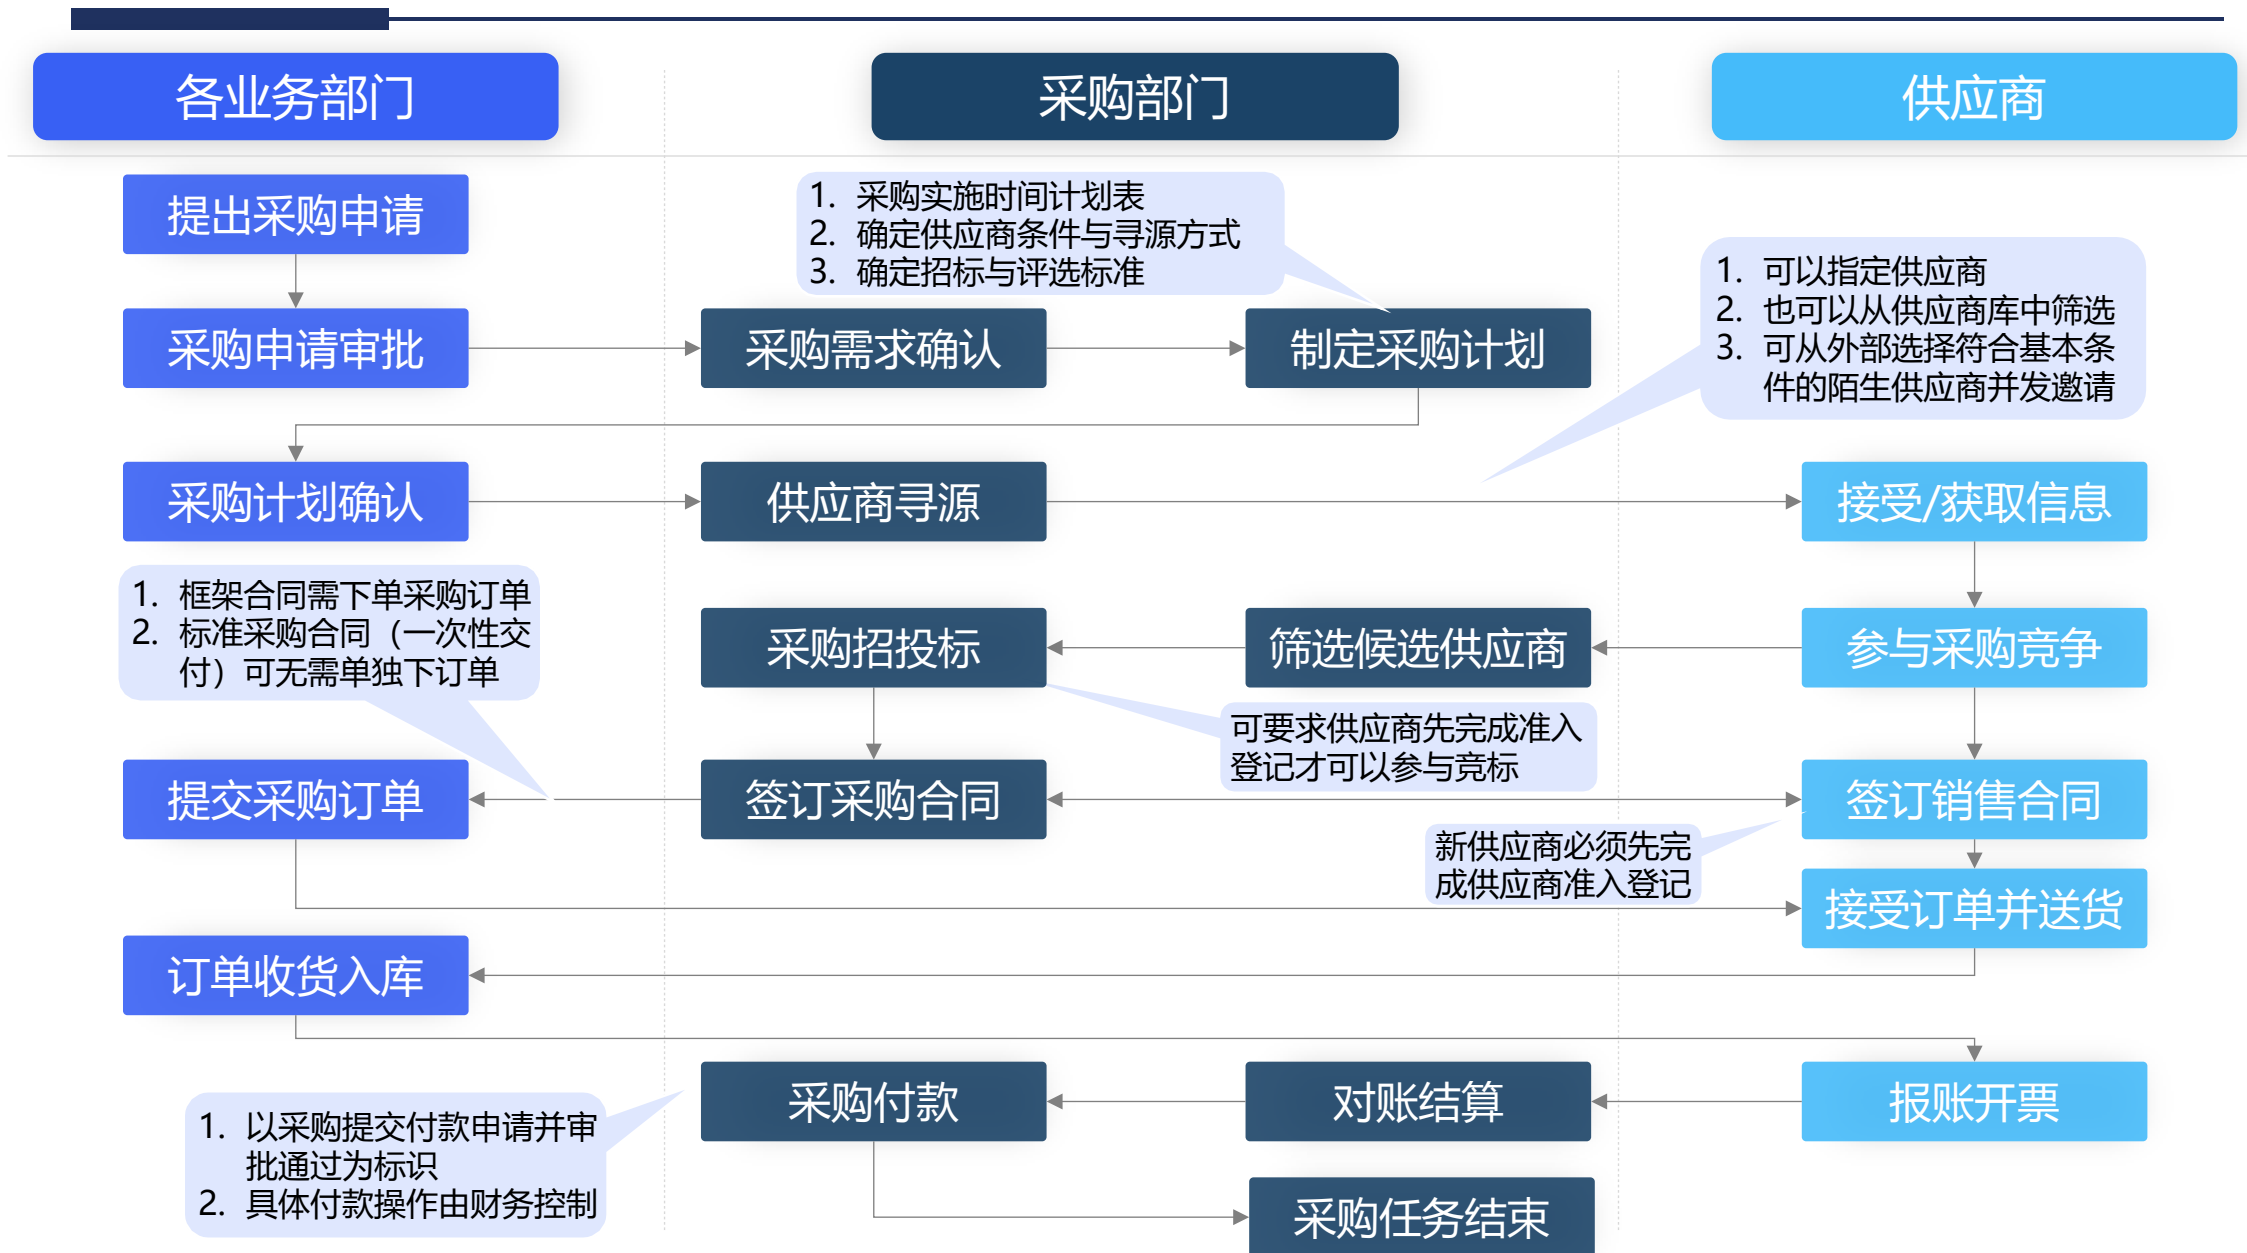 各业务部门
采购部门
供应商
提出采购申请
1. 采购实施时间计划表
2. 确定供应商条件与寻源方式
3. 确定招标与评选标准
1. 可以指定供应商
2. 也可以从供应商库中筛选
3. 可从外部选择符合基本条
件的陌生供应商并发邀请
采购申请审批
采购需求确认
制定采购计划
采购计划确认
供应商寻源
接受/获取信息
1. 框架合同需下单采购订单
2. 标准采购合同（一次性交
付）可无需单独下订单
采购招投标
筛选候选供应商
参与采购竞争
可要求供应商先完成准入
登记才可以参与竞标
提交采购订单
签订采购合同
签订销售合同
新供应商必须先完
成供应商准入登记
接受订单并送货
订单收货入库
采购付款
对账结算
报账开票
1. 以采购提交付款申请并审
批通过为标识
2. 具体付款操作由财务控制
采购任务结束